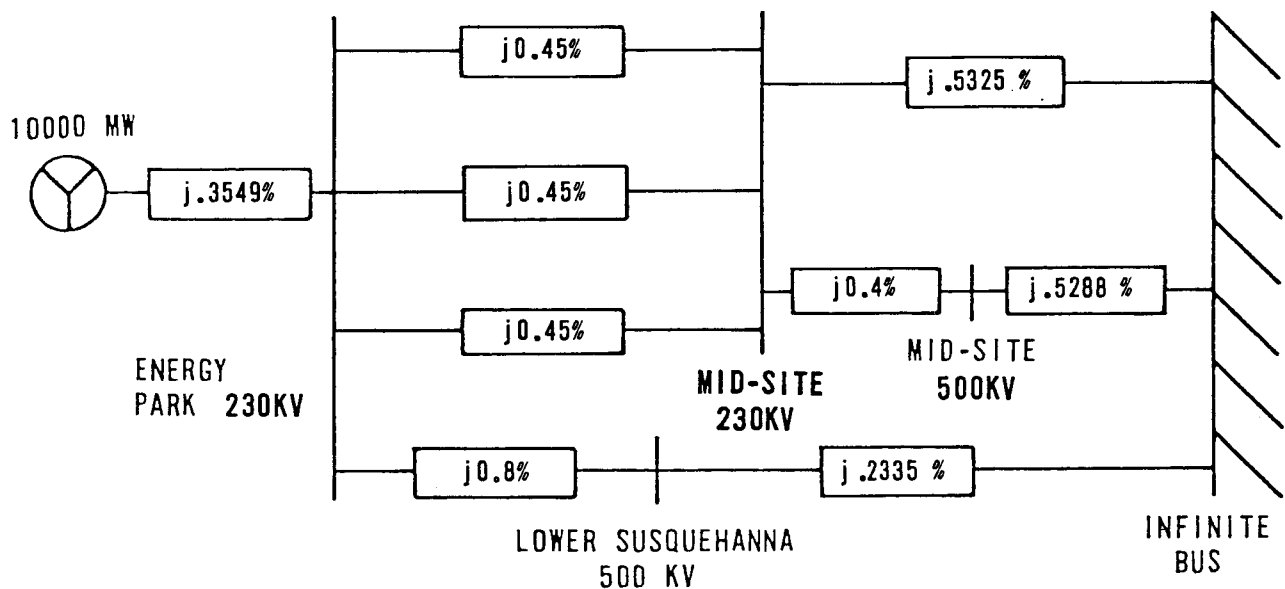 j0.45%
j.5325 %
10000 MW
j.3549%
j0.45%
j0.4%
j.5288 %
j0.45%
ENERGY
PARK 230KV
MID-SITE
230KV
MID-SITE
500KV
j0.8%
j.2335 %
LOWER SUSQUEHANNA
500 KV
INFINITE
BUS